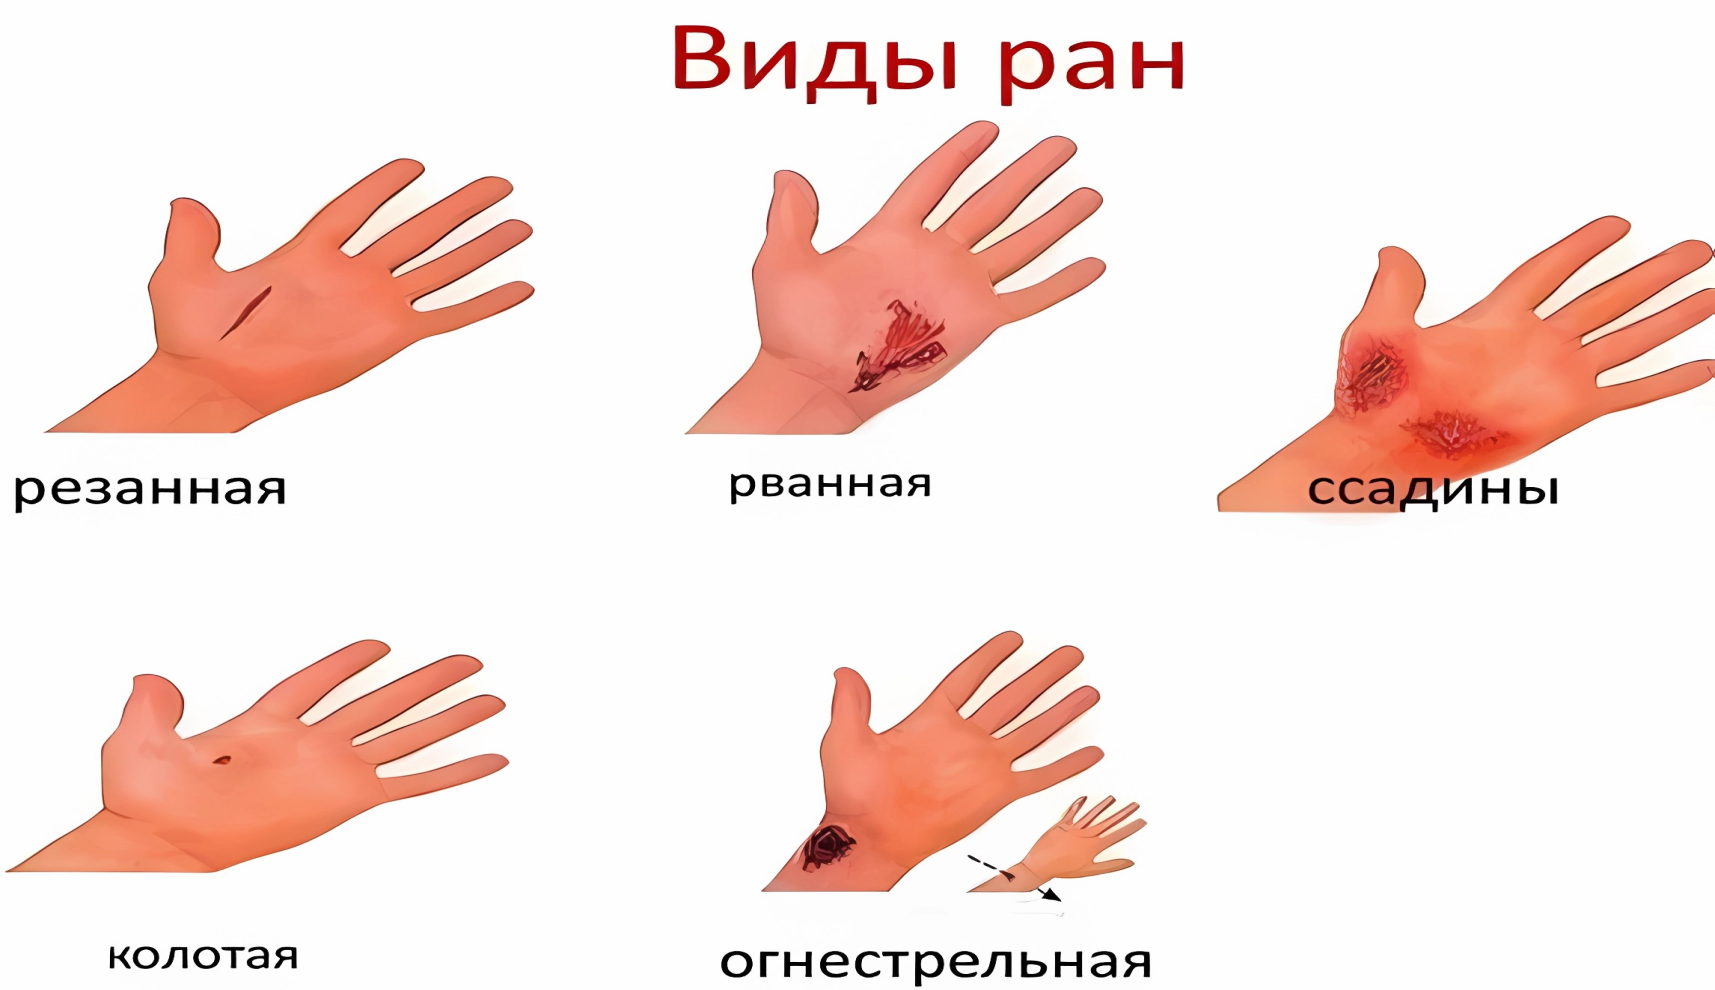 Виды ран
резанная
рванная
ссадины
колотая
огнестрельная